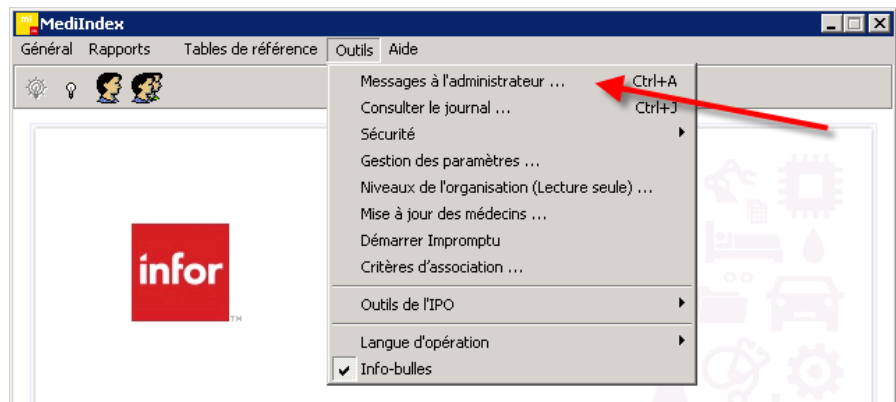 mi MediIndex
Général Rapports Tables de référence Outils Aide
Messages à l'administrateur ... Ctrl+A
Consulter le journal ... Ctrl+J
Sécurité
Gestion des paramètres ...
Niveaux de l'organisation (Lecture seule) ...
Mise à jour des médecins ...
Démarrer Impromptu
Critères d'association ...
Outils de l'IPO
Langue d'opération
Info-bulles
infor
TM